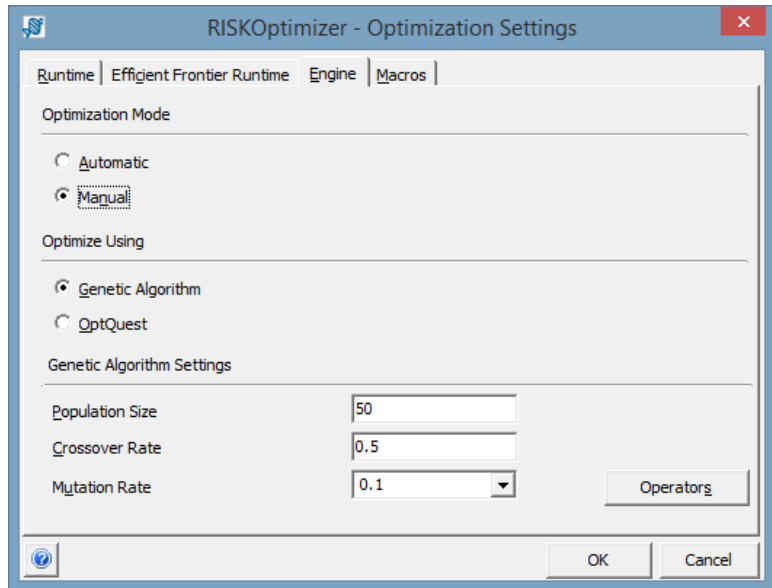 RISKOptimizer - Optimization Settings
Runtime Efficient Frontier Runtime Engine Macros
Optimization Mode
Automatic
Manual
Optimize Using
Genetic Algorithm
OptQuest
Genetic Algorithm Settings
Population Size 50
Crossover Rate 0.5
Mutation Rate 0.1 Operators
OK Cancel